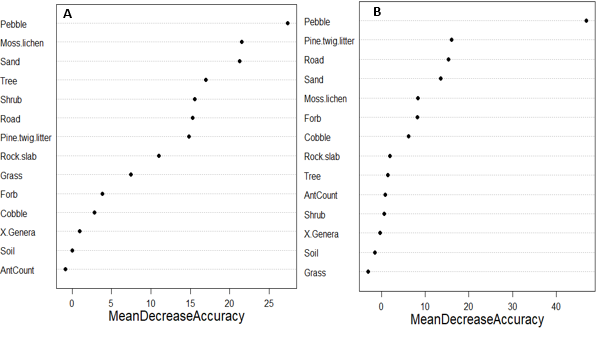 A
Pebble
Moss.lichen
Sand
Tree
Shrub
Road
Pine.twig.litter
Rock.slab
Grass
Forb
Cobble
X.Genera
Soil
AntCount
0 5 10 15 20 25
MeanDecreaseAccuracy
B
Pebble
Pine.twig.litter
Road
Sand
Moss.lichen
Forb
Cobble
Rock.slab
Tree
AntCount
Shrub
X.Genera
Soil
Grass
0 10 20 30 40
MeanDecreaseAccuracy